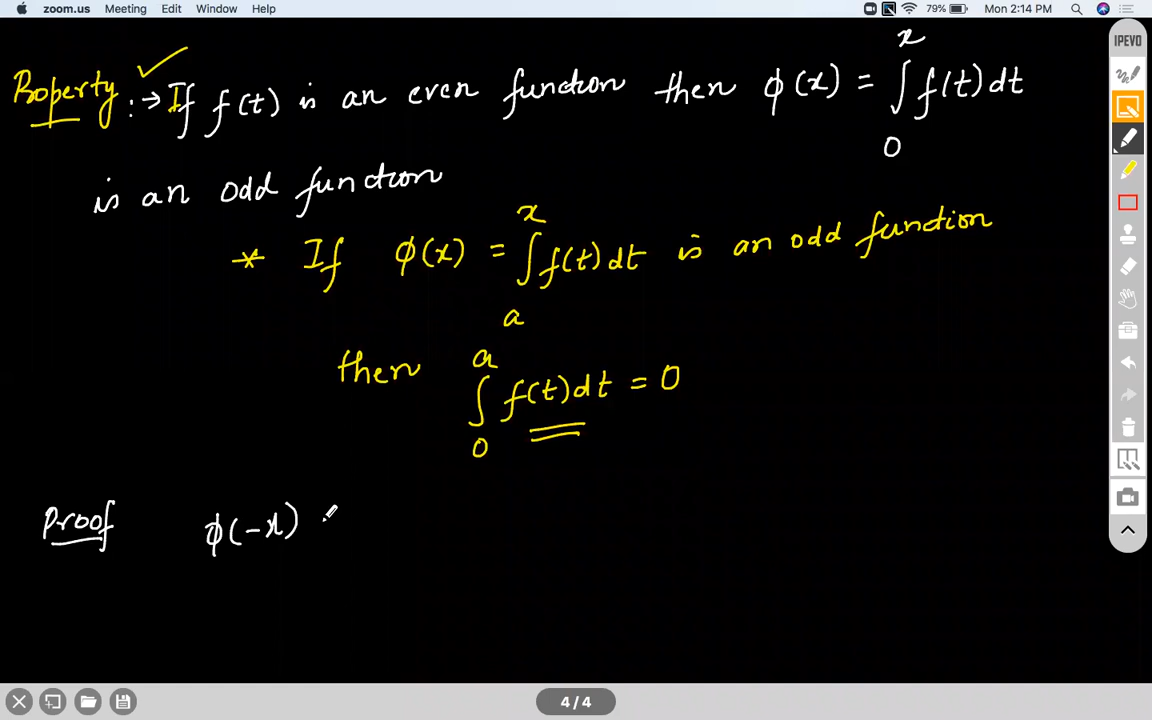 zoom.us Meeting Edit Window Help 79% Mon 2:14 PM
IPEVO
Property :→ If f(t) is an even function then ϕ(x) = ∫₀ˣ f(t) dt
is an odd function
* If ϕ(x) = ∫ₐˣ f(t) dt is an odd function
then ∫₀ᵃ f(t) dt = 0
Proof ϕ(-x)
4/4